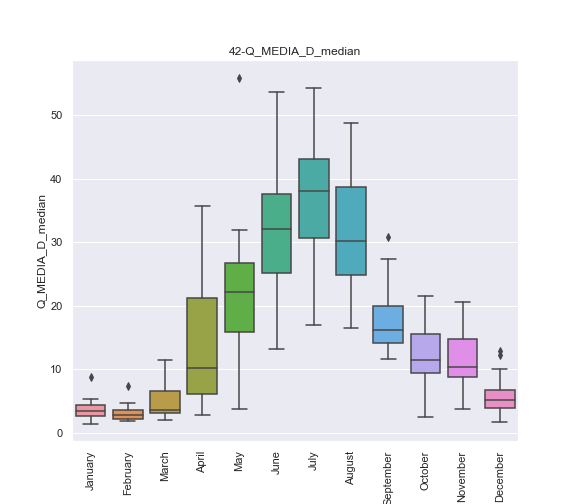 42-Q_MEDIA_D_median
Q_MEDIA_D_median
50
40
30
20
10
0
January
February
March
April
May
June
July
August
September
October
November
December